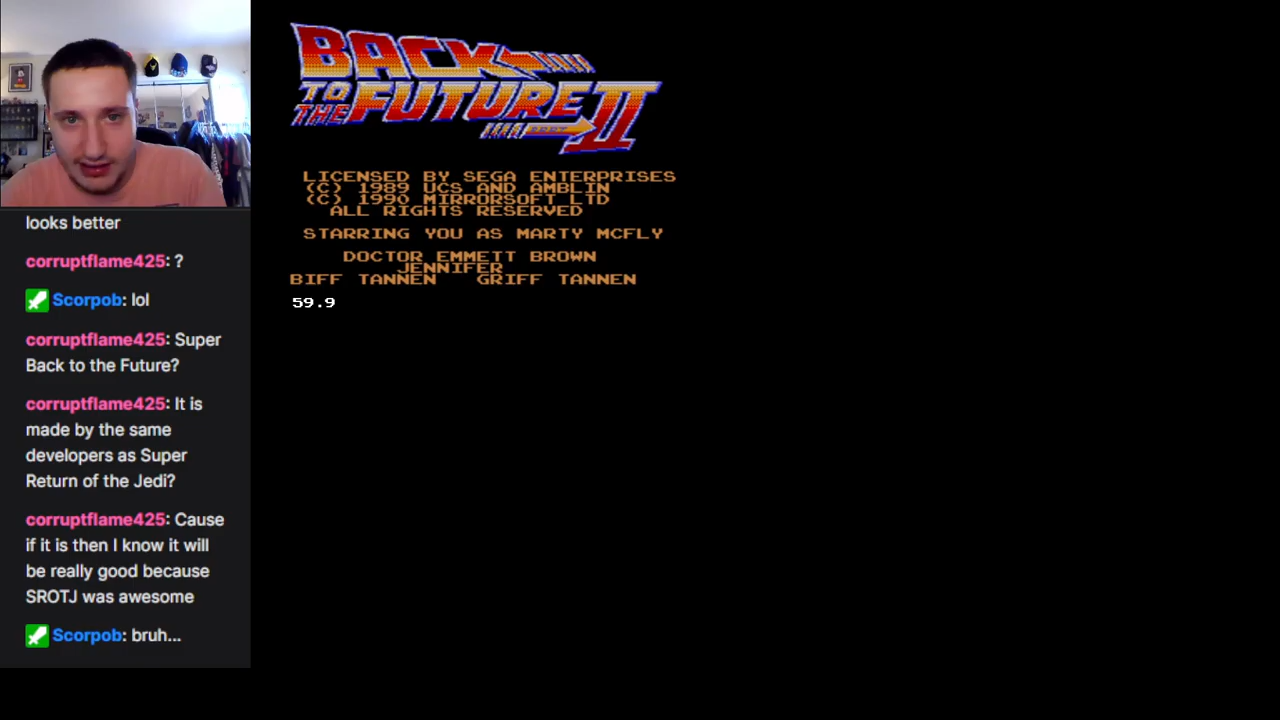 looks better
corruptflame425: ?
Scorpob: lol
corruptflame425: Super
Back to the Future?
corruptflame425: It is
made by the same
developers as Super
Return of the Jedi?
corruptflame425: Cause
if it is then I know it will
be really good because
SROTJ was awesome
Scorpob: bruh...
BACK
TO THE FUTURE II
PART
LICENSED BY SEGA ENTERPRISES
(C) 1989 UCS AND AMBLIN
(C) 1990 MIRRORSOFT LTD
ALL RIGHTS RESERVED
STARRING YOU AS MARTY MCFLY
DOCTOR EMMETT BROWN
JENNIFER
BIFF TANNEN GRIFF TANNEN
59.9